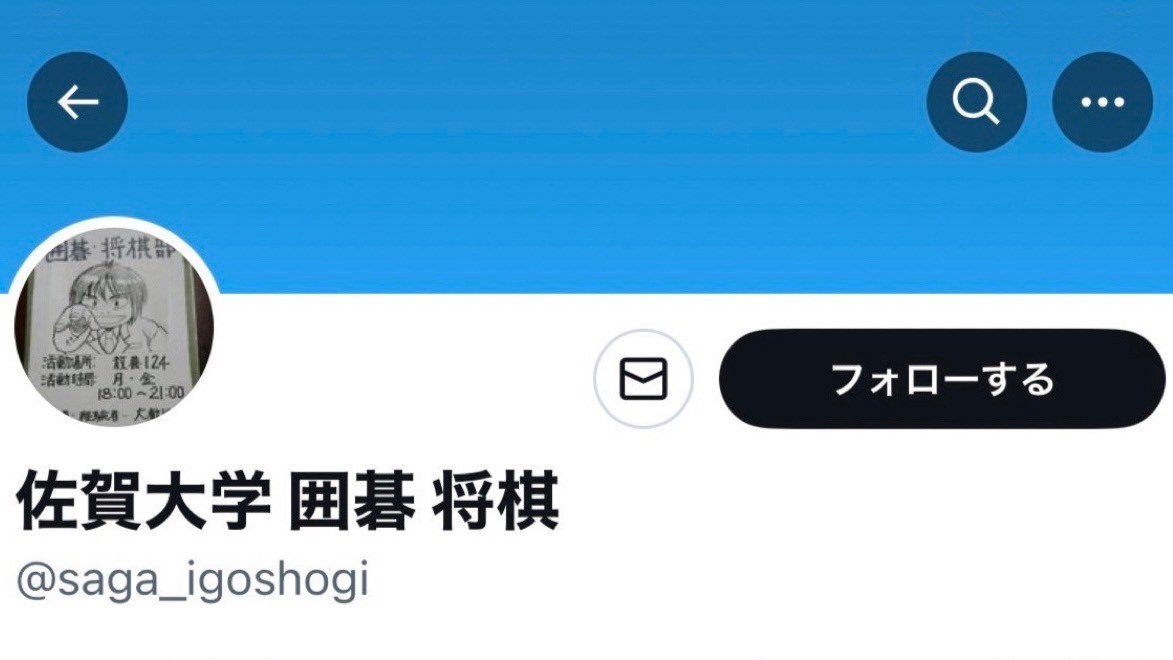 囲碁・将棋部
活動場所: 教養124
活動時間: 月・金
18:00〜21:00
経験者
フォローする
佐賀大学 囲碁 将棋
@saga_igoshogi